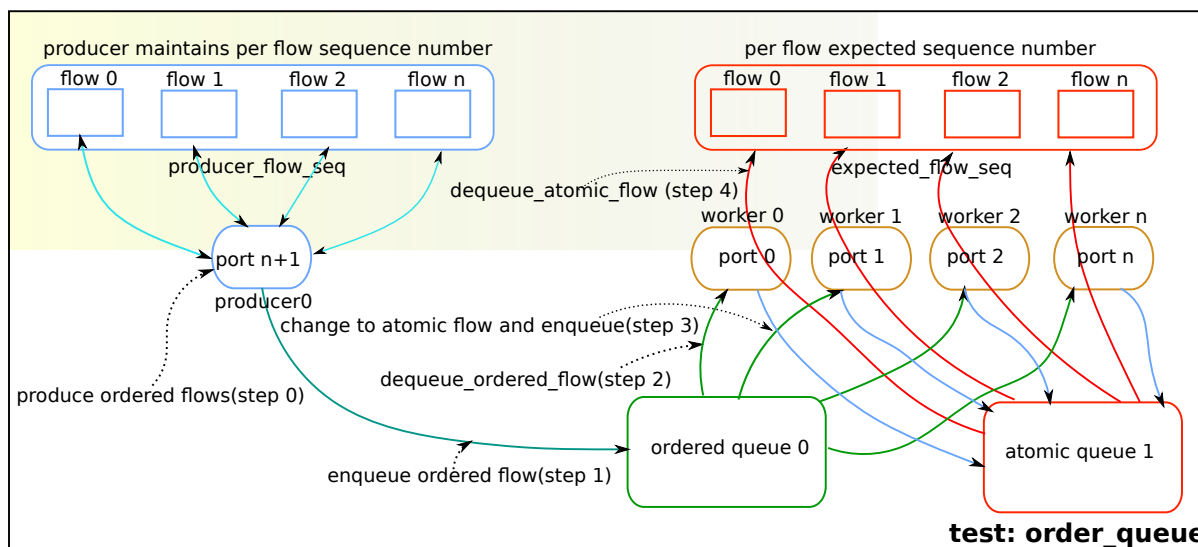 producer maintains per flow sequence number
flow 0 flow 1 flow 2 flow n
producer_flow_seq
per flow expected sequence number
flow 0 flow 1 flow 2 flow n
expected_flow_seq
dequeue_atomic_flow (step 4)
worker 0 worker 1 worker 2 worker n
port 0 port 1 port 2 port n
port n+1
producer0
change to atomic flow and enqueue(step 3)
dequeue_ordered_flow(step 2)
produce ordered flows(step 0)
ordered queue 0
atomic queue 1
enqueue ordered flow(step 1)
test: order_queue